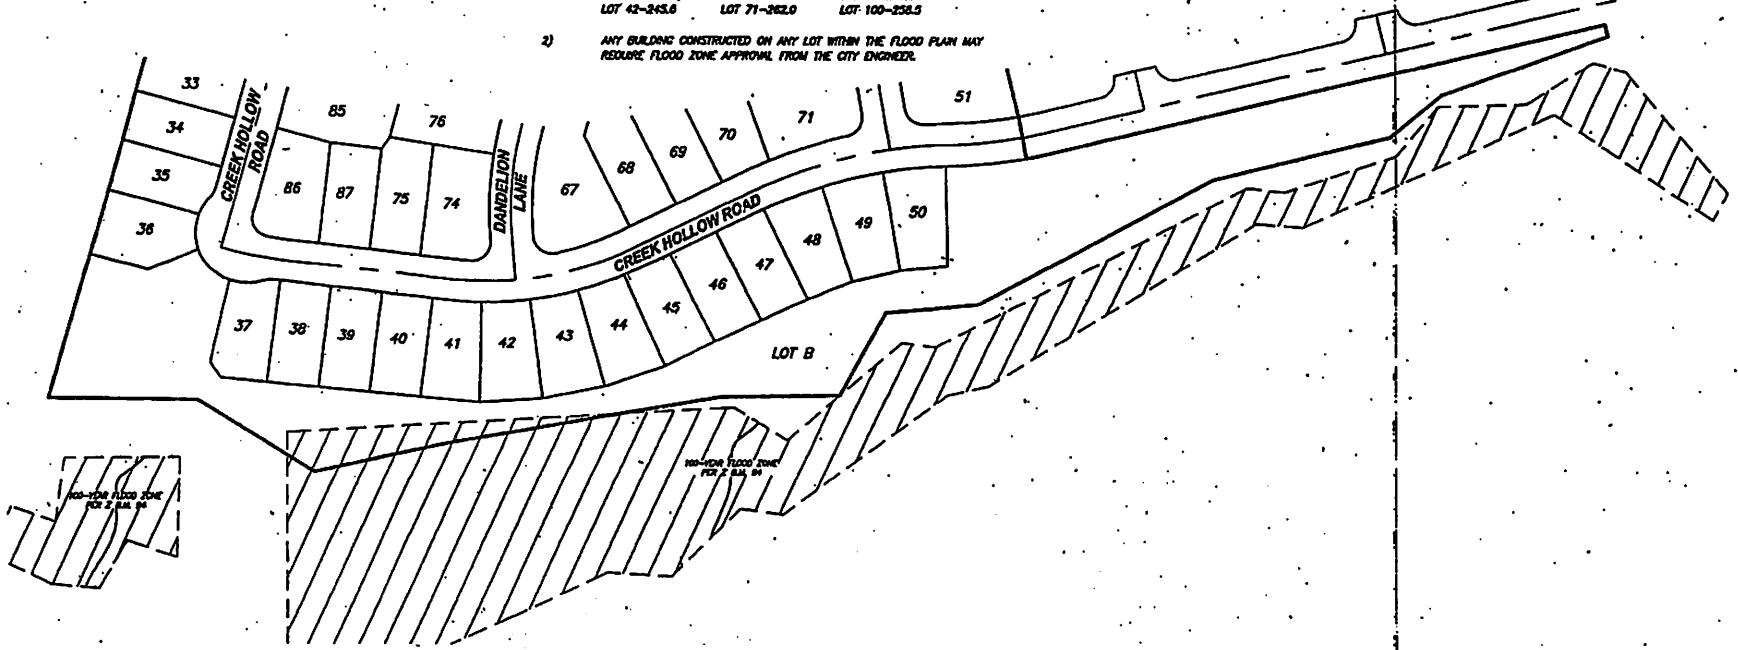 LOT 42-245.6 LOT 71-262.0 LOT 100-258.5
2) ANY BUILDING CONSTRUCTED ON ANY LOT WITHIN THE FLOOD PLAIN MAY
REQUIRE FLOOD ZONE APPROVAL FROM THE CITY ENGINEER.
33
34
35
36
CREEK HOLLOW
ROAD
85
76
86
87
75
74
DANDELION
LANE
67
68
69
70
71
51
CREEK HOLLOW ROAD
37
38
39
40
41
42
43
44
45
46
47
48
49
50
LOT B
100-YEAR FLOOD ZONE
PER
100-YEAR FLOOD ZONE
PER